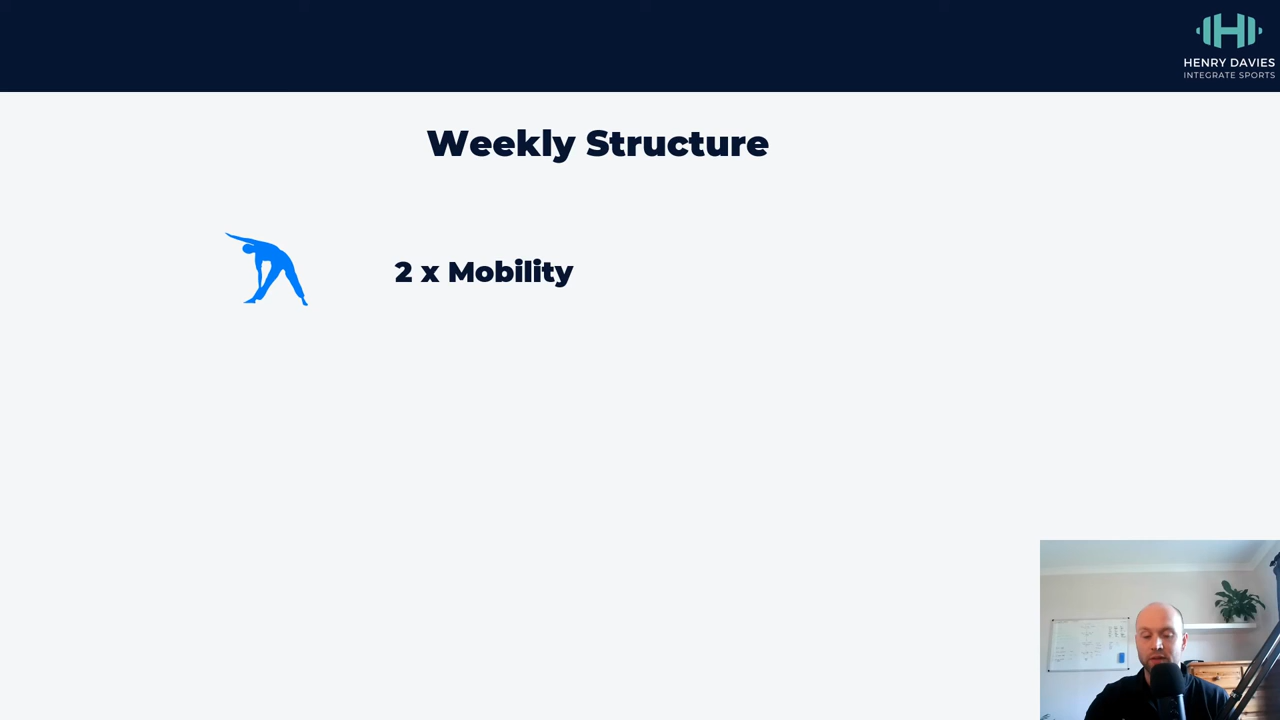 HENRY DAVIES
INTEGRATE SPORTS
Weekly Structure
2 x Mobility